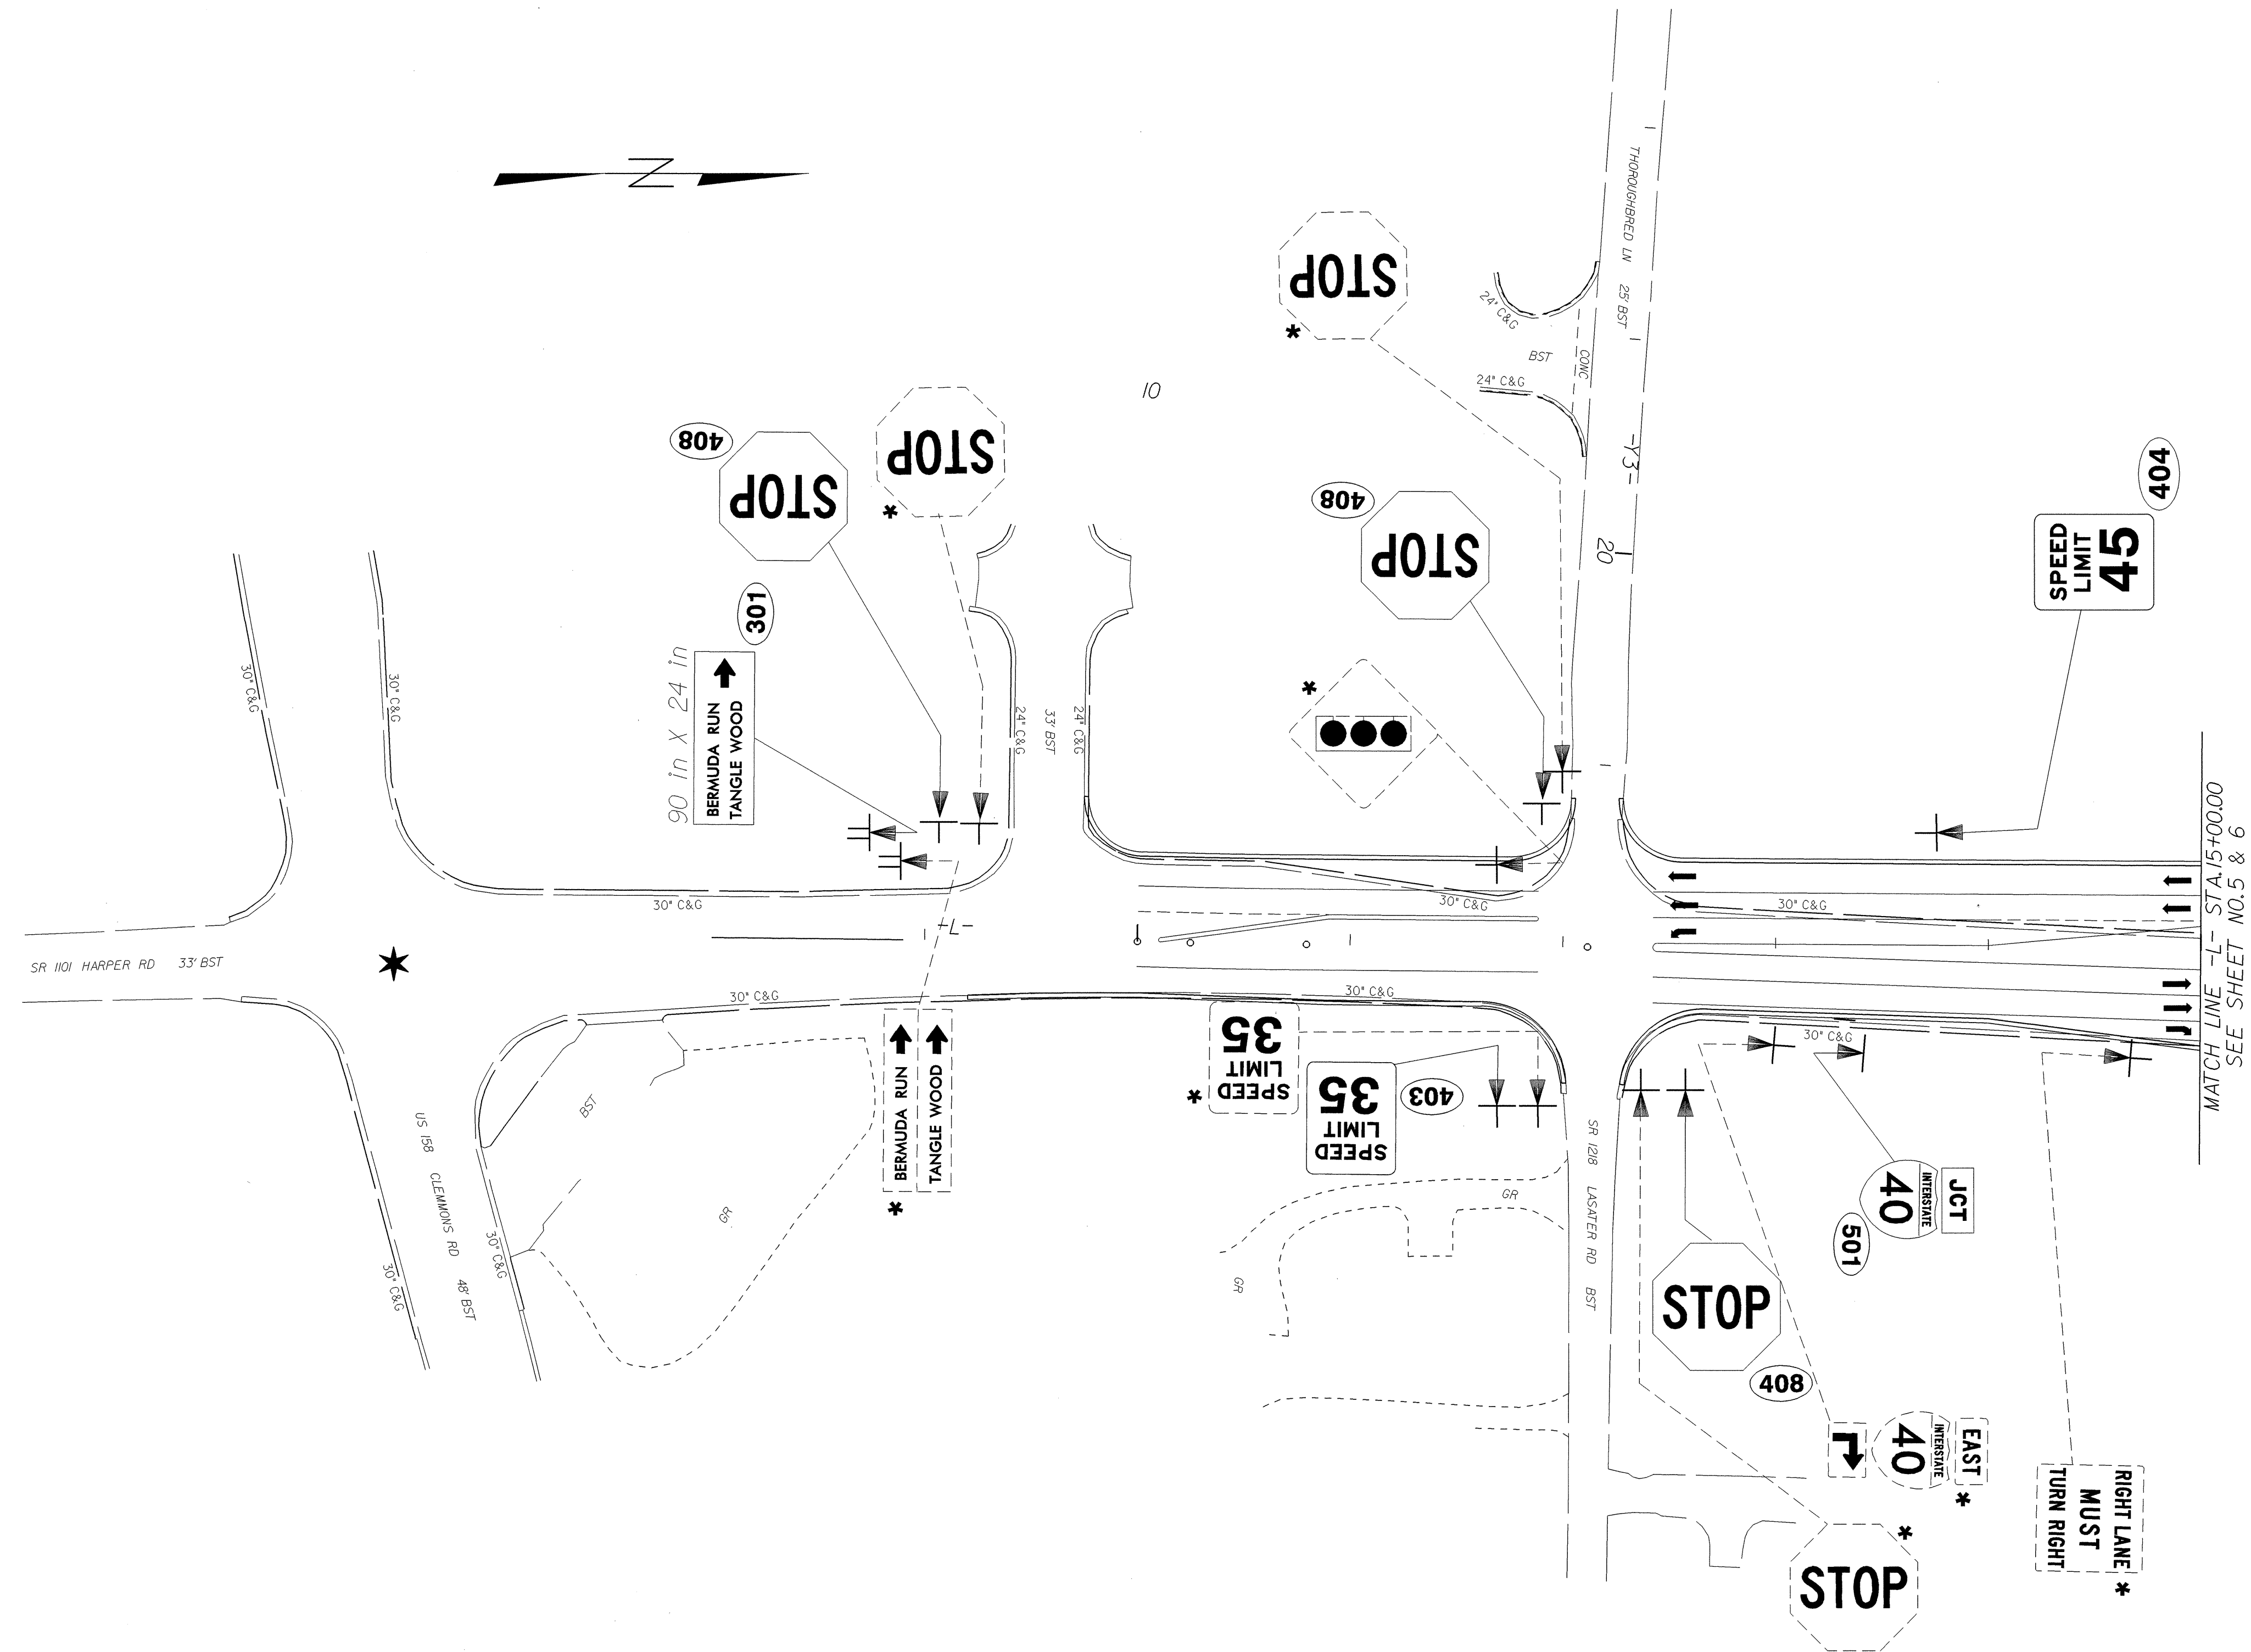 N
THOROUGHBRED LN 25' BST
STOP
*
24" C&G
BST
CONC
24" C&G
10
-Y3-
20
408
STOP
STOP
*
408
STOP
404
SPEED
LIMIT
45
301
90 in X 24 in
BERMUDA RUN
TANGLE WOOD
*
30" C&G
30" C&G
24" C&G
33' BST
24" C&G
30" C&G
-L-
30" C&G
30" C&G
MATCH LINE -L- STA.15+00.00
SEE SHEET NO.5 & 6
SR 1101 HARPER RD 33' BST
30" C&G
30" C&G
30" C&G
BERMUDA RUN
TANGLE WOOD
*
SPEED
LIMIT
35
*
SPEED
LIMIT
35
403
BST
GR
US 158 CLEMMONS RD 48' BST
30" C&G
30" C&G
GR
GR
SR 1218 LASATER RD BST
JCT
INTERSTATE
40
501
STOP
408
EAST
INTERSTATE
40
*
RIGHT LANE
MUST
TURN RIGHT
*
STOP
*